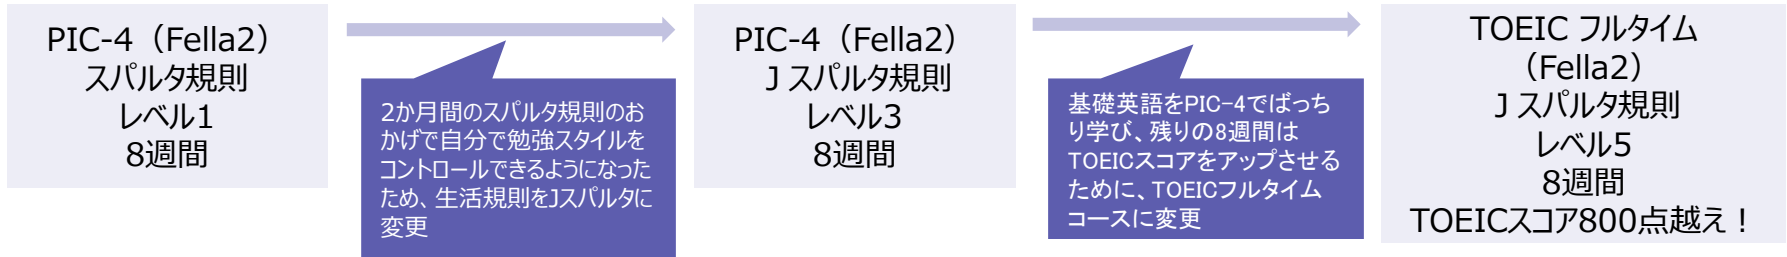 PIC-4（Fella2）
スパルタ規則
レベル1
8週間
2か月間のスパルタ規則のお
かげで自分で勉強スタイルを
コントロールできるようになった
ため、生活規則をJスパルタに
変更
PIC-4（Fella2）
J スパルタ規則
レベル3
8週間
基礎英語をPIC-4でばっち
り学び、残りの8週間は
TOEICスコアをアップさせる
ために、TOEICフルタイム
コースに変更
TOEIC フルタイム
（Fella2）
J スパルタ規則
レベル5
8週間
TOEICスコア800点越え！